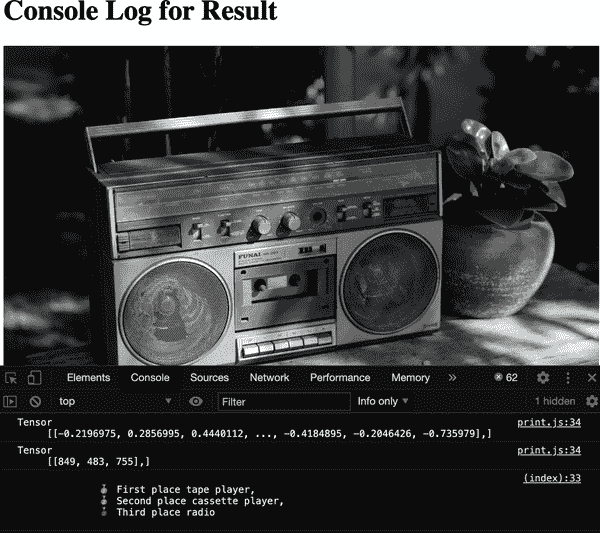 Console Log for Result
FUNAI
Elements Console Sources Network Performance Memory » 62
top Filter Info only 1 hidden
Tensor print.js:34
[[-0.2196975, 0.2856995, 0.4440112, ..., -0.4184895, -0.2046426, -0.735979],]
Tensor print.js:34
[[849, 483, 755],]
(index):33
First place tape player,
Second place cassette player,
Third place radio